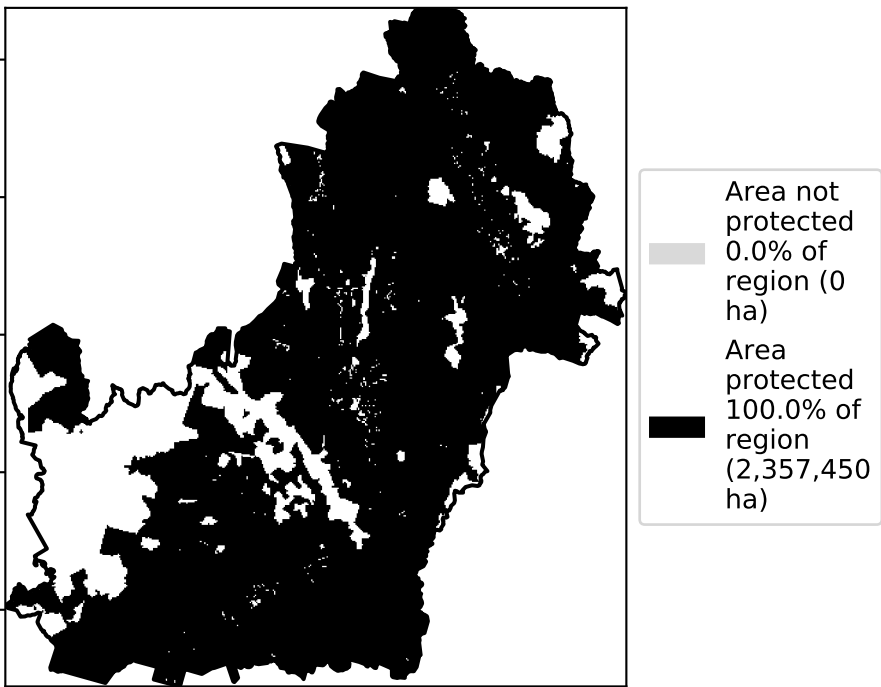 Area not
protected
0.0% of
region (0
ha)
Area
protected
100.0% of
region
(2,357,450
ha)